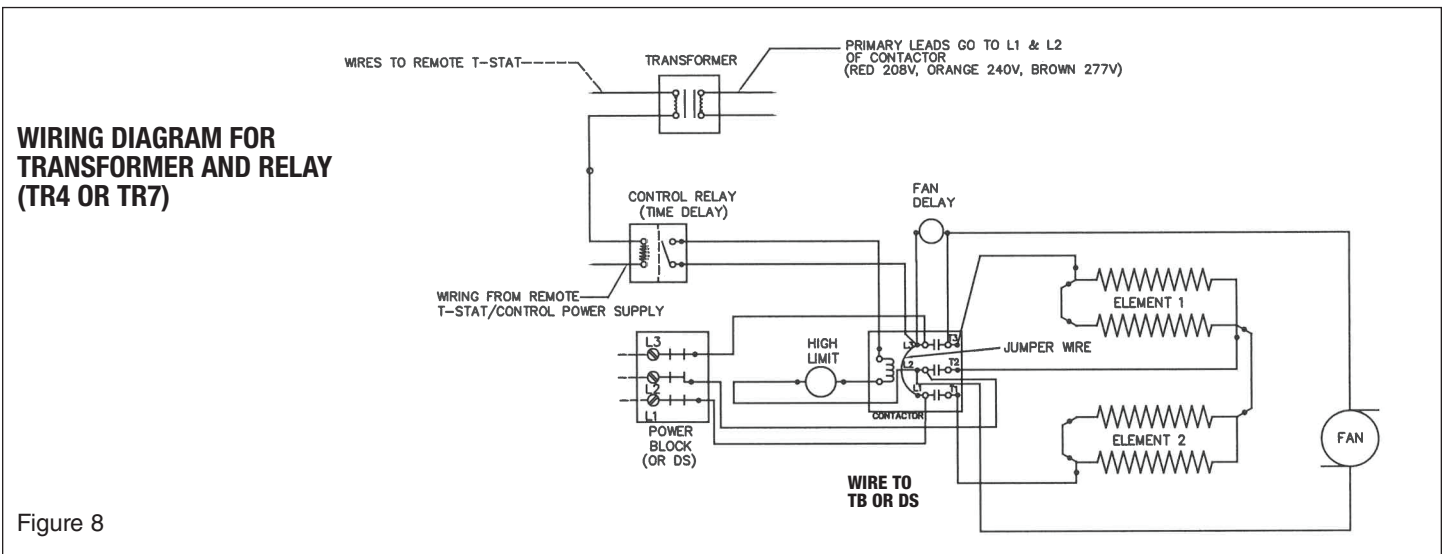 WIRING DIAGRAM FOR
TRANSFORMER AND RELAY
(TR4 OR TR7)
WIRES TO REMOTE T-STAT
TRANSFORMER
PRIMARY LEADS GO TO L1 & L2
OF CONTACTOR
(RED 208V, ORANGE 240V, BROWN 277V)
CONTROL RELAY
(TIME DELAY)
FAN
DELAY
WIRING FROM REMOTE
T-STAT/CONTROL POWER SUPPLY
ELEMENT 1
L3
L2
L1
POWER
BLOCK
(OR DS)
HIGH
LIMIT
L3
T3
JUMPER WIRE
L2
T2
L1
T1
CONTACTOR
ELEMENT 2
FAN
WIRE TO
TB OR DS
Figure 8